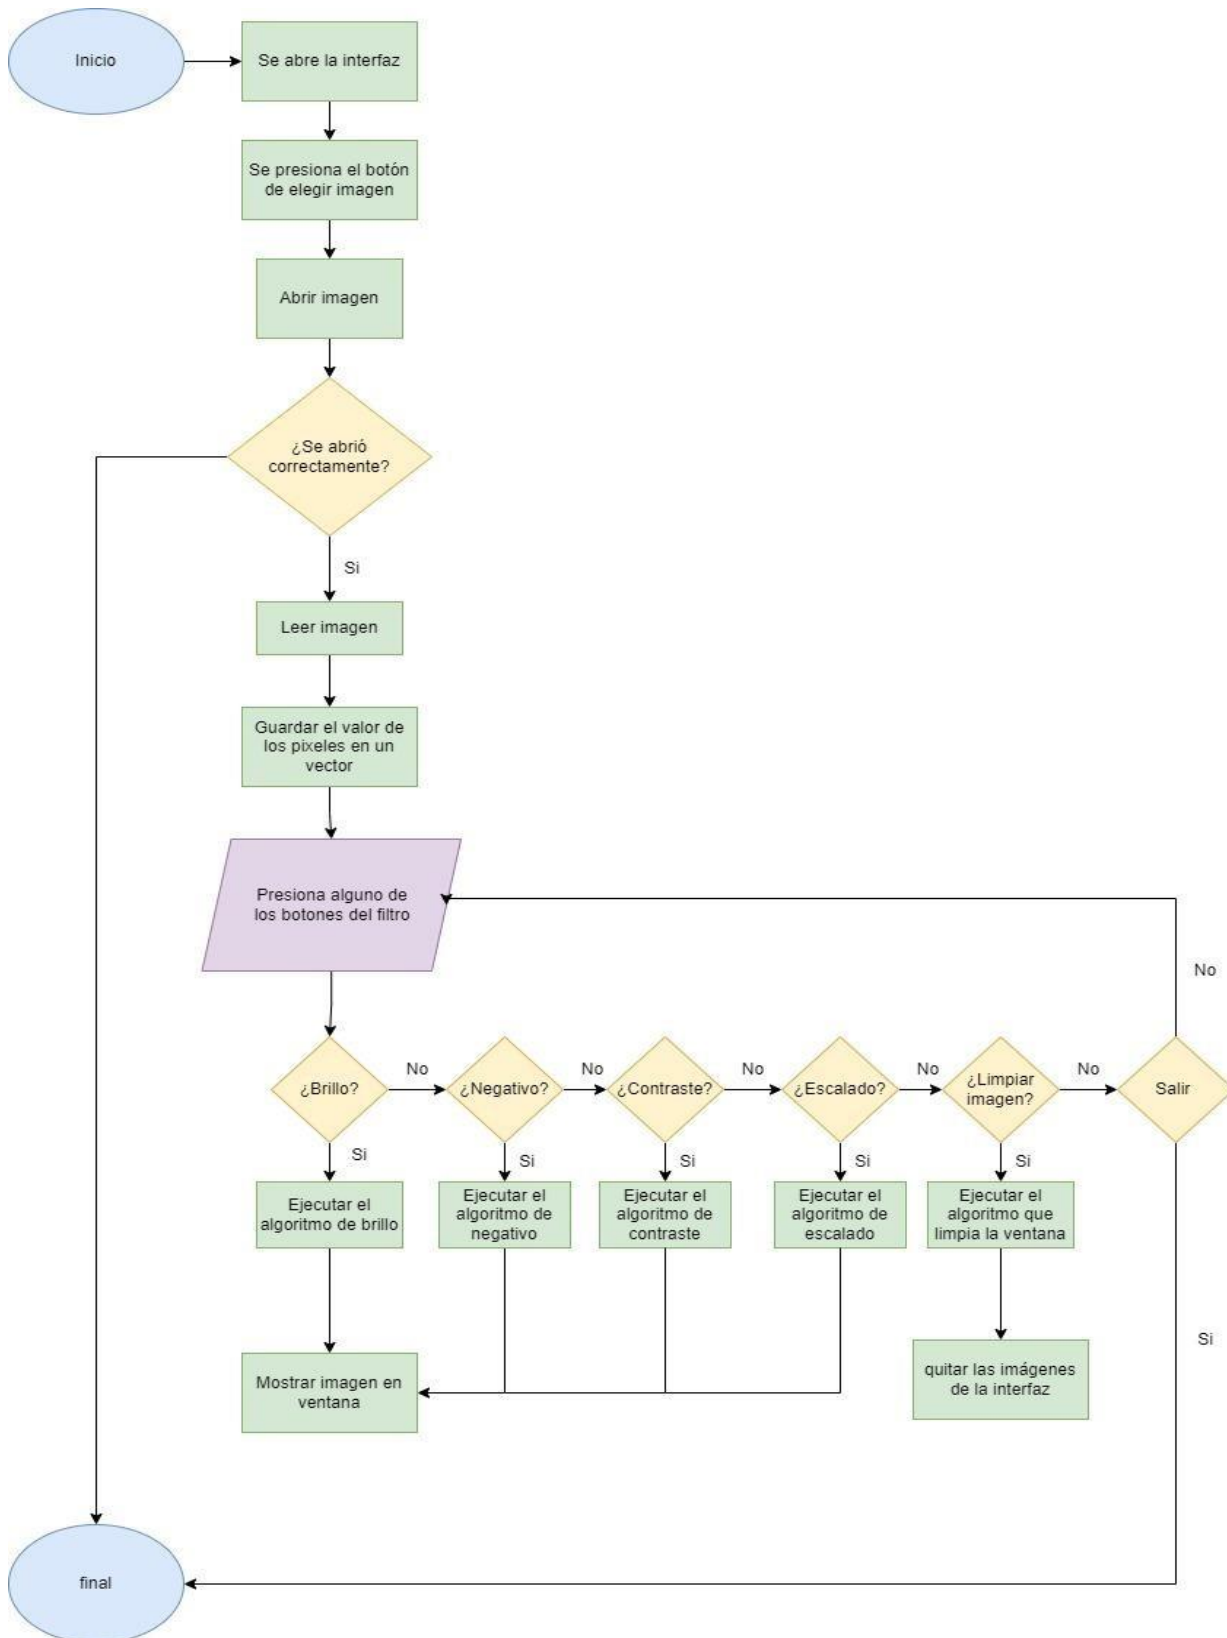 Inicio
Se abre la interfaz
Se presiona el botón
de elegir imagen
Abrir imagen
¿Se abrió
correctamente?
Si
Leer imagen
Guardar el valor de
los pixeles en un
vector
Presiona alguno de
los botones del filtro
No
¿Brillo?
No
¿Negativo?
No
¿Contraste?
No
¿Escalado?
No
¿Limpiar
imagen?
No
Salir
Si
Si
Si
Si
Si
Ejecutar el
algoritmo de brillo
Ejecutar el
algoritmo de
negativo
Ejecutar el
algoritmo de
contraste
Ejecutar el
algoritmo de
escalado
Ejecutar el
algoritmo que
limpia la ventana
Si
Mostrar imagen en
ventana
quitar las imágenes
de la interfaz
final